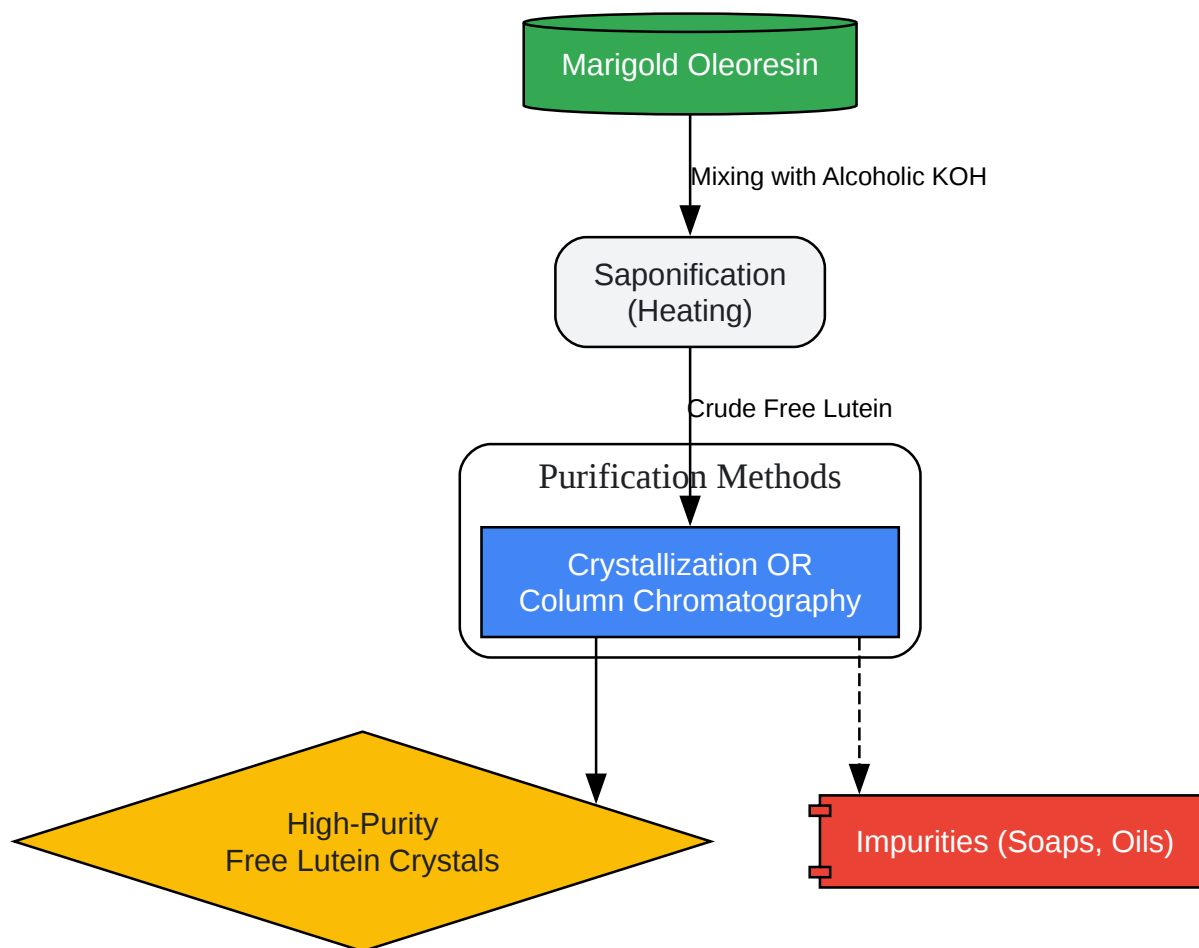 Marigold Oleoresin
Mixing with Alcoholic KOH
Saponification
(Heating)
Crude Free Lutein
Purification Methods
Crystallization OR
Column Chromatography
High-Purity
Free Lutein Crystals
Impurities (Soaps, Oils)